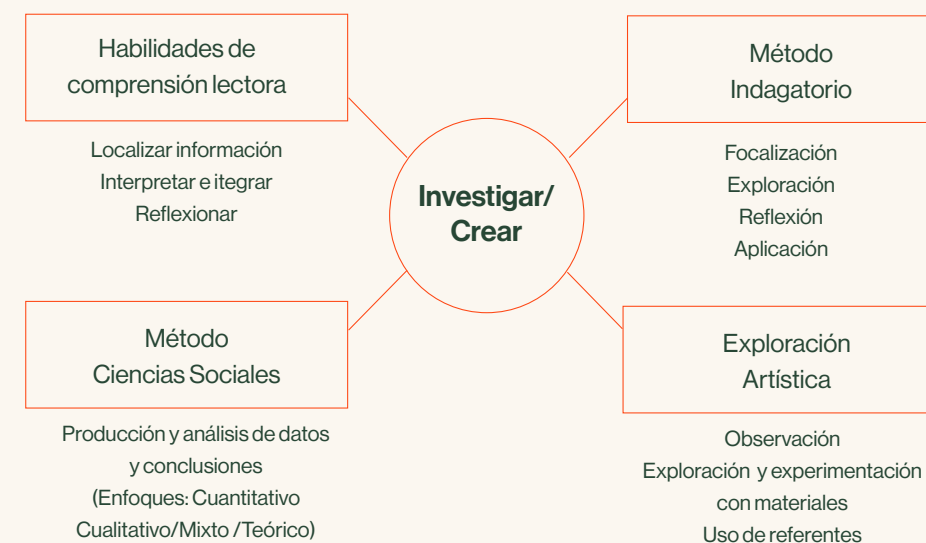 Habilidades de
comprensión lectora
Localizar información
Interpretar e itegrar
Reflexionar
Método
Indagatorio
Focalización
Exploración
Reflexión
Aplicación
Investigar/
Crear
Método
Ciencias Sociales
Producción y análisis de datos
y conclusiones
(Enfoques: Cuantitativo
Cualitativo/Mixto /Teórico)
Exploración
Artística
Observación
Exploración y experimentación
con materiales
Uso de referentes